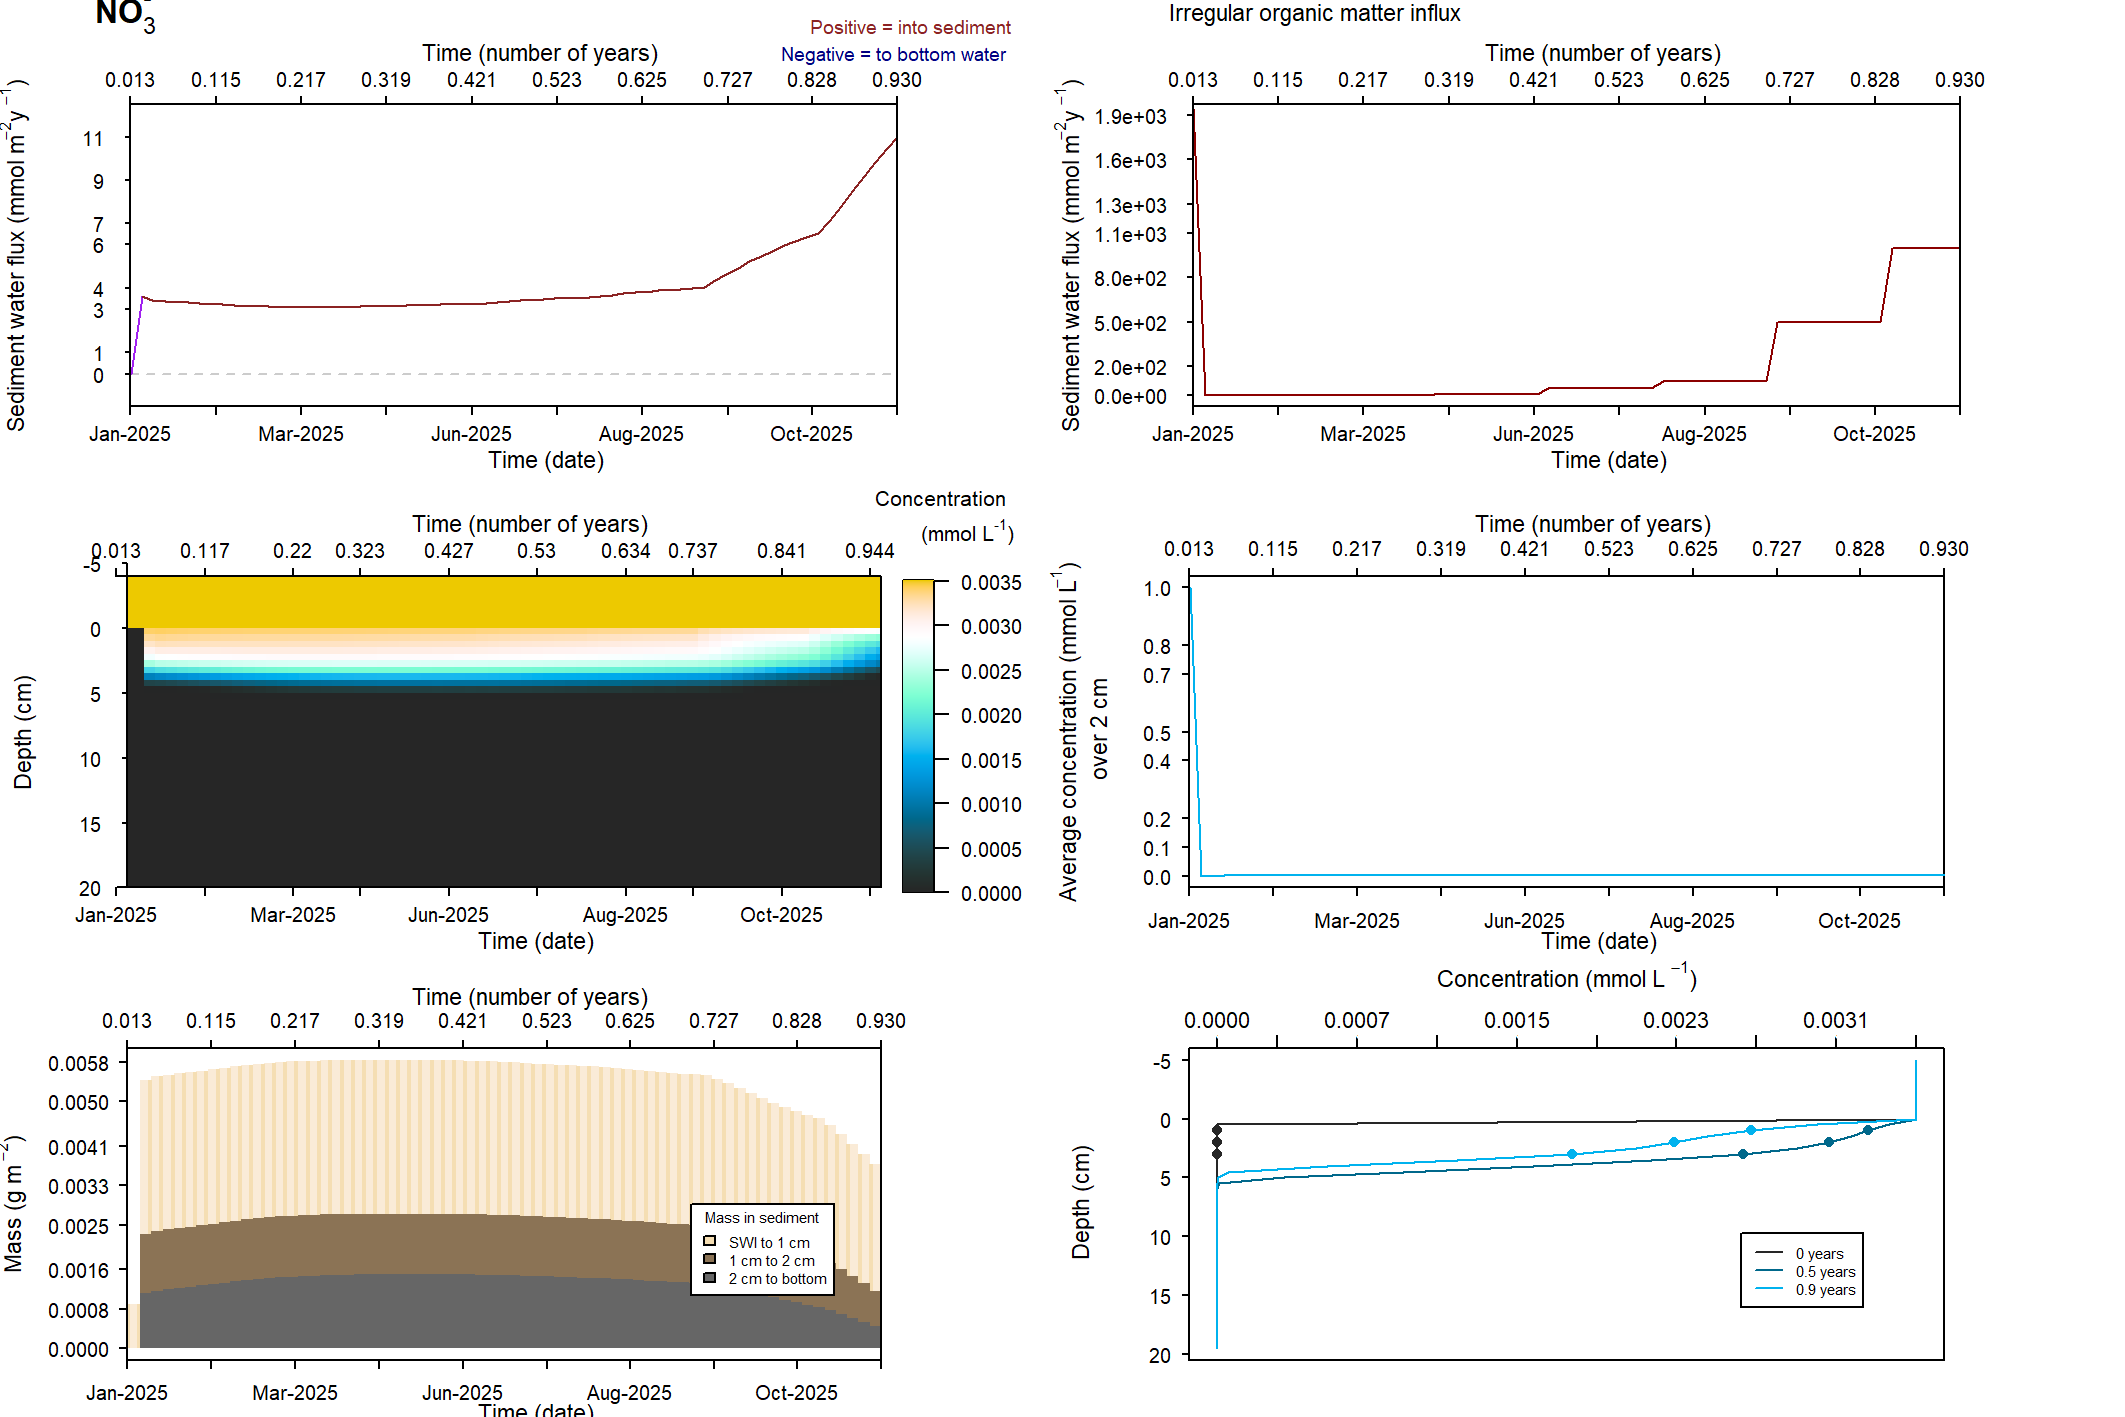 NO3-
Positive = into sediment
Negative = to bottom water
Time (number of years)
0.013 0.115 0.217 0.319 0.421 0.523 0.625 0.727 0.828 0.930
Sediment water flux (mmol m−2y−1)
11
9
7
6
4
3
1
0
Jan-2025 Mar-2025 Jun-2025 Aug-2025 Oct-2025
Time (date)
Irregular organic matter influx
Time (number of years)
0.013 0.115 0.217 0.319 0.421 0.523 0.625 0.727 0.828 0.930
Sediment water flux (mmol m−2y−1)
1.9e+03
1.6e+03
1.3e+03
1.1e+03
8.0e+02
5.0e+02
2.0e+02
0.0e+00
Jan-2025 Mar-2025 Jun-2025 Aug-2025 Oct-2025
Time (date)
Concentration
(mmol L-1)
Time (number of years)
0.013 0.117 0.22 0.323 0.427 0.53 0.634 0.737 0.841 0.944
Depth (cm)
-5
0
5
10
15
20
0.0035
0.0030
0.0025
0.0020
0.0015
0.0010
0.0005
0.0000
Jan-2025 Mar-2025 Jun-2025 Aug-2025 Oct-2025
Time (date)
Time (number of years)
0.013 0.115 0.217 0.319 0.421 0.523 0.625 0.727 0.828 0.930
Average concentration (mmol L−1)
over 2 cm
1.0
0.8
0.7
0.5
0.4
0.2
0.1
0.0
Jan-2025 Mar-2025 Jun-2025 Aug-2025 Oct-2025
Time (date)
Time (number of years)
0.013 0.115 0.217 0.319 0.421 0.523 0.625 0.727 0.828 0.930
Mass (g m−2)
0.0058
0.0050
0.0041
0.0033
0.0025
0.0016
0.0008
0.0000
Mass in sediment
SWI to 1 cm
1 cm to 2 cm
2 cm to bottom
Jan-2025 Mar-2025 Jun-2025 Aug-2025 Oct-2025
Time (date)
Concentration (mmol L −1)
0.0000 0.0007 0.0015 0.0023 0.0031
Depth (cm)
-5
0
5
10
15
20
0 years
0.5 years
0.9 years